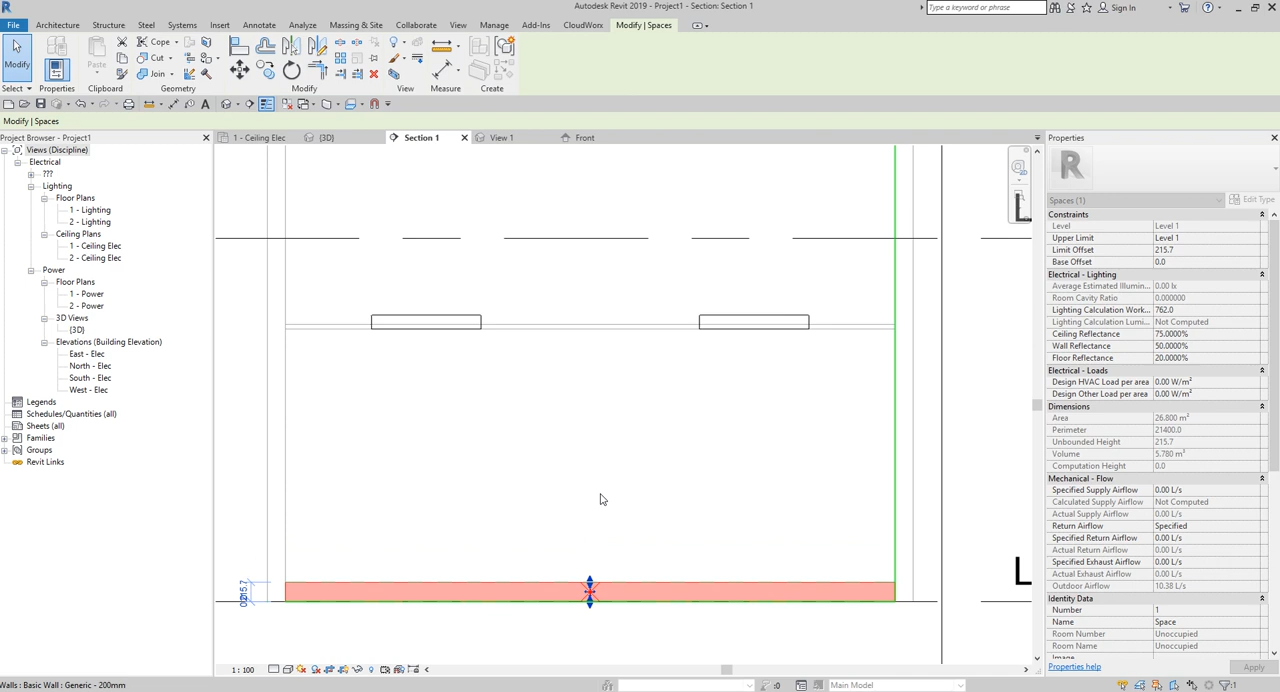 Autodesk Revit 2019 - Project1 - Section: Section 1
Type a keyword or phrase
Sign In
File Architecture Structure Steel Systems Insert Annotate Analyze Massing & Site Collaborate View Manage Add-Ins CloudWorx Modify | Spaces
Modify
Paste
Cope
Cut
Join
Select Properties Clipboard Geometry Modify View Measure Create
Modify | Spaces
Project Browser - Project1
1 - Ceiling Elec {3D} Section 1 View 1 Front
Properties
Views (Discipline)
Electrical
???
Lighting
Floor Plans
1 - Lighting
2 - Lighting
Ceiling Plans
1 - Ceiling Elec
2 - Ceiling Elec
Power
Floor Plans
1 - Power
2 - Power
3D Views
{3D}
Elevations (Building Elevation)
East - Elec
North - Elec
South - Elec
West - Elec
Legends
Schedules/Quantities (all)
Sheets (all)
Families
Groups
Revit Links
L
L
Spaces (1) Edit Type
Constraints
Level Level 1
Upper Limit Level 1
Limit Offset 215.7
Base Offset 0.0
Electrical - Lighting
Average Estimated Illumin... 0.00 lx
Room Cavity Ratio 0.000000
Lighting Calculation Work... 762.0
Lighting Calculation Lumi... Not Computed
Ceiling Reflectance 75.0000%
Wall Reflectance 50.0000%
Floor Reflectance 20.0000%
Electrical - Loads
Design HVAC Load per area 0.00 W/m²
Design Other Load per area 0.00 W/m²
Dimensions
Area 26.800 m²
Perimeter 21400.0
Unbounded Height 215.7
Volume 5.780 m³
Computation Height 0.0
Mechanical - Flow
Specified Supply Airflow 0.00 L/s
Calculated Supply Airflow Not Computed
Actual Supply Airflow 0.00 L/s
Return Airflow Specified
Specified Return Airflow 0.00 L/s
Actual Return Airflow 0.00 L/s
Specified Exhaust Airflow 0.00 L/s
Actual Exhaust Airflow 0.00 L/s
Outdoor Airflow 10.38 L/s
Identity Data
Number 1
Name Space
Room Number Unoccupied
Room Name Unoccupied
Image
Properties help Apply
1 : 100
Walls : Basic Wall : Generic - 200mm
:0 Main Model :1